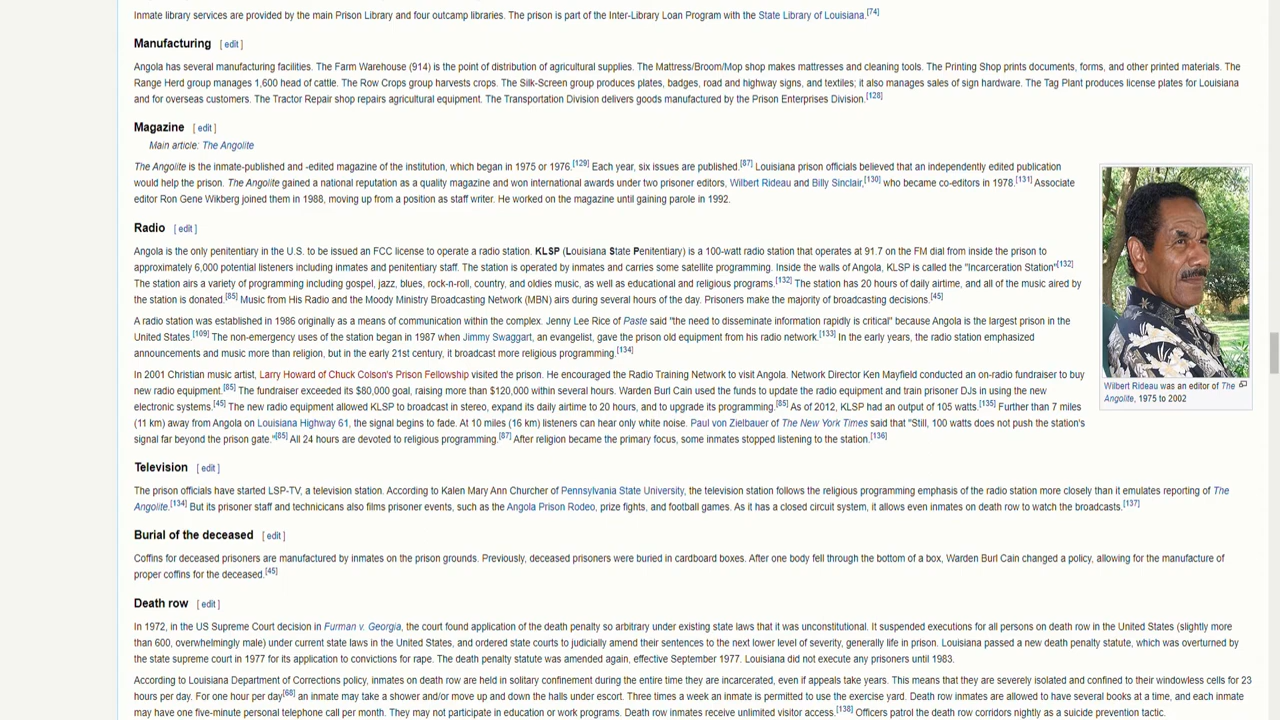 Inmate library services are provided by the main Prison Library and four outcamp libraries. The prison is part of the Inter-Library Loan Program with the State Library of Louisiana.[74]
Manufacturing [ edit ]
Angola has several manufacturing facilities. The Farm Warehouse (914) is the point of distribution of agricultural supplies. The Mattress/Broom/Mop shop makes mattresses and cleaning tools. The Printing Shop prints documents, forms, and other printed materials. The
Range Herd group manages 1,600 head of cattle. The Row Crops group harvests crops. The Silk-Screen group produces plates, badges, road and highway signs, and textiles; it also manages sales of sign hardware. The Tag Plant produces license plates for Louisiana
and for overseas customers. The Tractor Repair shop repairs agricultural equipment. The Transportation Division delivers goods manufactured by the Prison Enterprises Division.[128]
Magazine [ edit ]
Main article: The Angolite
The Angolite is the inmate-published and -edited magazine of the institution, which began in 1975 or 1976.[129] Each year, six issues are published.[87] Louisiana prison officials believed that an independently edited publication
would help the prison. The Angolite gained a national reputation as a quality magazine and won international awards under two prisoner editors, Wilbert Rideau and Billy Sinclair,[130] who became co-editors in 1978.[131] Associate
editor Ron Gene Wikberg joined them in 1988, moving up from a position as staff writer. He worked on the magazine until gaining parole in 1992.
Radio [ edit ]
Angola is the only penitentiary in the U.S. to be issued an FCC license to operate a radio station. KLSP (Louisiana State Penitentiary) is a 100-watt radio station that operates at 91.7 on the FM dial from inside the prison to
approximately 6,000 potential listeners including inmates and penitentiary staff. The station is operated by inmates and carries some satellite programming. Inside the walls of Angola, KLSP is called the "Incarceration Station"[132]
The station airs a variety of programming including gospel, jazz, blues, rock-n-roll, country, and oldies music, as well as educational and religious programs.[132] The station has 20 hours of daily airtime, and all of the music aired by
the station is donated.[85] Music from His Radio and the Moody Ministry Broadcasting Network (MBN) airs during several hours of the day. Prisoners make the majority of broadcasting decisions.[45]
A radio station was established in 1986 originally as a means of communication within the complex. Jenny Lee Rice of Paste said "the need to disseminate information rapidly is critical" because Angola is the largest prison in the
United States.[109] The non-emergency uses of the station began in 1987 when Jimmy Swaggart, an evangelist, gave the prison old equipment from his radio network.[133] In the early years, the radio station emphasized
announcements and music more than religion, but in the early 21st century, it broadcast more religious programming.[134]
In 2001 Christian music artist, Larry Howard of Chuck Colson's Prison Fellowship visited the prison. He encouraged the Radio Training Network to visit Angola. Network Director Ken Mayfield conducted an on-radio fundraiser to buy
new radio equipment.[85] The fundraiser exceeded its $80,000 goal, raising more than $120,000 within several hours. Warden Burl Cain used the funds to update the radio equipment and train prisoner DJs in using the new
electronic systems.[45] The new radio equipment allowed KLSP to broadcast in stereo, expand its daily airtime to 20 hours, and to upgrade its programming.[85] As of 2012, KLSP had an output of 105 watts.[135] Further than 7 miles
(11 km) away from Angola on Louisiana Highway 61, the signal begins to fade. At 10 miles (16 km) listeners can hear only white noise. Paul von Zielbauer of The New York Times said that "Still, 100 watts does not push the station's
signal far beyond the prison gate."[85] All 24 hours are devoted to religious programming.[87] After religion became the primary focus, some inmates stopped listening to the station.[136]
Wilbert Rideau was an editor of The
Angolite, 1975 to 2002
Television [ edit ]
The prison officials have started LSP-TV, a television station. According to Kalen Mary Ann Churcher of Pennsylvania State University, the television station follows the religious programming emphasis of the radio station more closely than it emulates reporting of The
Angolite.[134] But its prisoner staff and technicians also films prisoner events, such as the Angola Prison Rodeo, prize fights, and football games. As it has a closed circuit system, it allows even inmates on death row to watch the broadcasts.[137]
Burial of the deceased [ edit ]
Coffins for deceased prisoners are manufactured by inmates on the prison grounds. Previously, deceased prisoners were buried in cardboard boxes. After one body fell through the bottom of a box, Warden Burl Cain changed a policy, allowing for the manufacture of
proper coffins for the deceased.[45]
Death row [ edit ]
In 1972, in the US Supreme Court decision in Furman v. Georgia, the court found application of the death penalty so arbitrary under existing state laws that it was unconstitutional. It suspended executions for all persons on death row in the United States (slightly more
than 600, overwhelmingly male) under current state laws in the United States, and ordered state courts to judicially amend their sentences to the next lower level of severity, generally life in prison. Louisiana passed a new death penalty statute, which was overturned by
the state supreme court in 1977 for its application to convictions for rape. The death penalty statute was amended again, effective September 1977. Louisiana did not execute any prisoners until 1983.
According to Louisiana Department of Corrections policy, inmates on death row are held in solitary confinement during the entire time they are incarcerated, even if appeals take years. This means that they are severely isolated and confined to their windowless cells for 23
hours per day. For one hour per day[68] an inmate may take a shower and/or move up and down the halls under escort. Three times a week an inmate is permitted to use the exercise yard. Death row inmates are allowed to have several books at a time, and each inmate
may have one five-minute personal telephone call per month. They may not participate in education or work programs. Death row inmates receive unlimited visitor access.[138] Officers patrol the death row corridors nightly as a suicide prevention tactic.